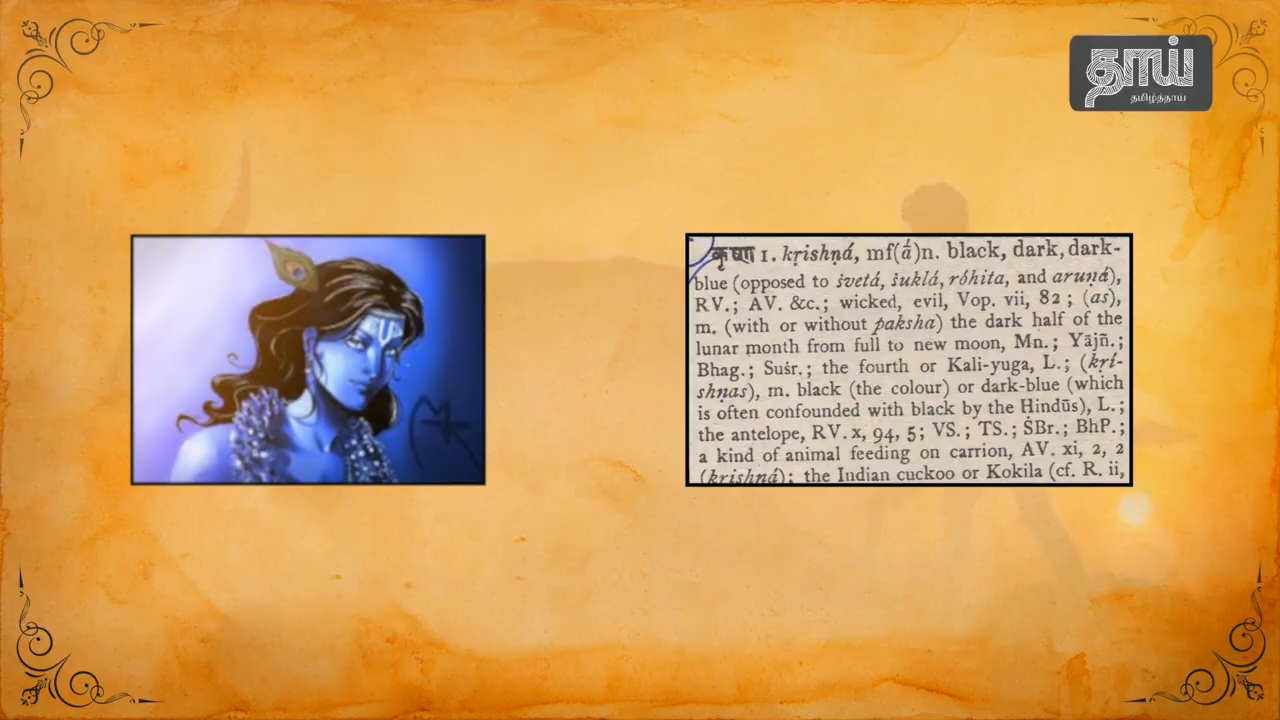 தாய்
தமிழ்த்தாய்
कृष्ण 1. kṛishṇá, mf(á)n. black, dark, dark-
blue (opposed to śvetá, śuklá, róhita, and aruṇá),
RV.; AV. &c.; wicked, evil, Vop. vii, 82; (as),
m. (with or without paksha) the dark half of the
lunar month from full to new moon, Mn.; Yājñ.;
Bhag.; Suśr.; the fourth or Kali-yuga, L.; (kṛí-
shṇas), m. black (the colour) or dark-blue (which
is often confounded with black by the Hindūs), L.;
the antelope, RV. x, 94, 5; VS.; TS.; ŚBr.; BhP.;
a kind of animal feeding on carrion, AV. xi, 2, 2
(kṛishṇá); the Indian cuckoo or Kokila (cf. R. ii,